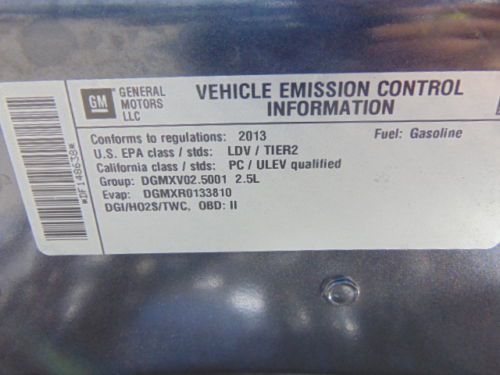 GM
GENERAL
MOTORS
LLC
VEHICLE EMISSION CONTROL
INFORMATION
Conforms to regulations: 2013
Fuel: Gasoline
U.S. EPA class / stds: LDV / TIER2
California class / stds: PC / ULEV qualified
Group: DGMXV02.5001 2.5L
Evap: DGMXR0133810
DGI/HO2S/TWC, OBD: II
*DF148638*